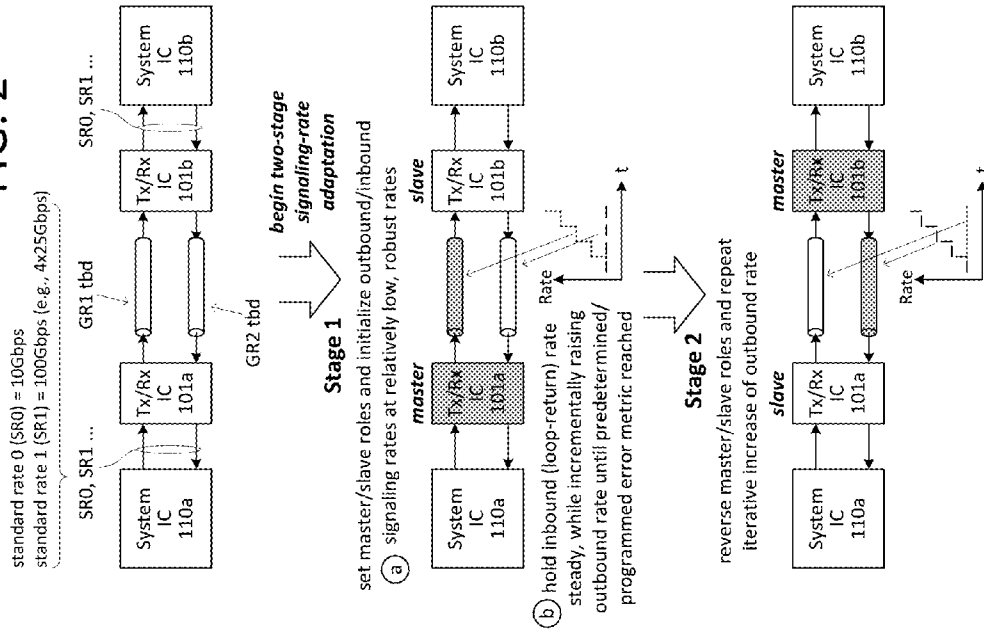 FIG. 2
standard rate 0 (SR0) = 10Gbps
standard rate 1 (SR1) = 100Gbps (e.g., 4x25Gbps)
SR0, SR1 ...
GR1 tbd
SR0, SR1 ...
System
IC
110a
Tx/Rx
IC
101a
Tx/Rx
IC
101b
System
IC
110b
GR2 tbd
begin two-stage
signaling-rate
adaptation
Stage 1
set master/slave roles and initialize outbound/inbound
a signaling rates at relatively low, robust rates
master
slave
System
IC
110a
Tx/Rx
IC
101a
Tx/Rx
IC
101b
System
IC
110b
Rate
t
b hold inbound (loop-return) rate
steady, while incrementally raising
outbound rate until predetermined/
programmed error metric reached
Stage 2
reverse master/slave roles and repeat
iterative increase of outbound rate
slave
master
System
IC
110a
Tx/Rx
IC
101a
Tx/Rx
IC
101b
System
IC
110b
Rate
t